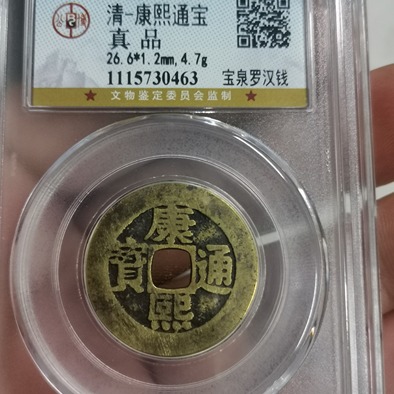 清-康熙通宝
真品
26.6*1.2mm,4.7g
1115730463 宝泉罗汉钱
★ 文物鉴定委员会监制 ★
康熙通寶